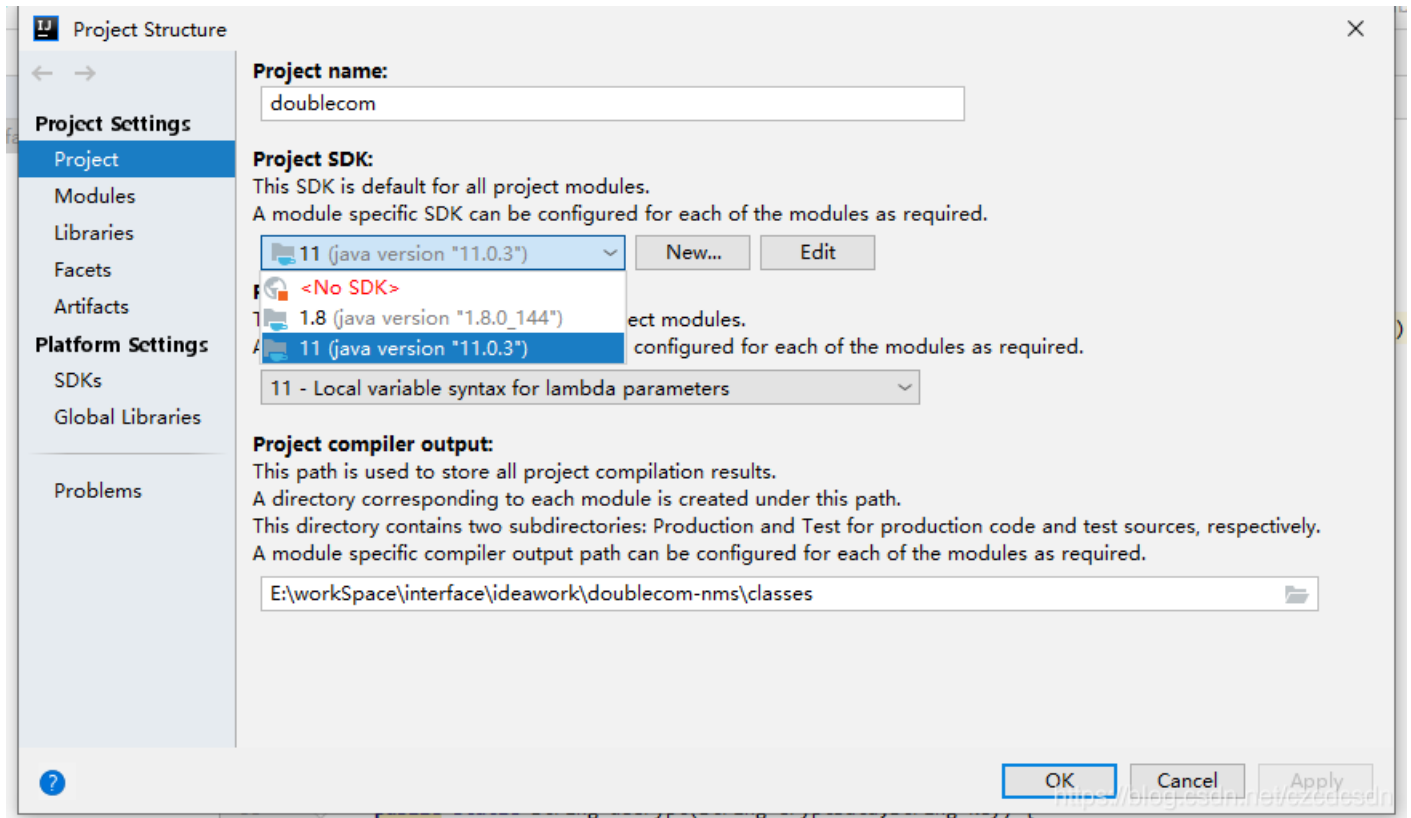 Project Structure
Project name:
doublecom
Project Settings
Project
Modules
Libraries
Facets
Artifacts
Platform Settings
SDKs
Global Libraries
Problems
Project SDK:
This SDK is default for all project modules.
A module specific SDK can be configured for each of the modules as required.
11 (java version "11.0.3")
New...
Edit
<No SDK>
1.8 (java version "1.8.0_144")
11 (java version "11.0.3")
ect modules.
configured for each of the modules as required.
11 - Local variable syntax for lambda parameters
Project compiler output:
This path is used to store all project compilation results.
A directory corresponding to each module is created under this path.
This directory contains two subdirectories: Production and Test for production code and test sources, respectively.
A module specific compiler output path can be configured for each of the modules as required.
E:\workSpace\interface\ideawork\doublecom-nms\classes
OK
Cancel
Apply